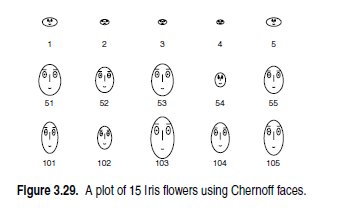 1 2 3 4 5
51 52 53 54 55
101 102 103 104 105
Figure 3.29. A plot of 15 Iris flowers using Chernoff faces.